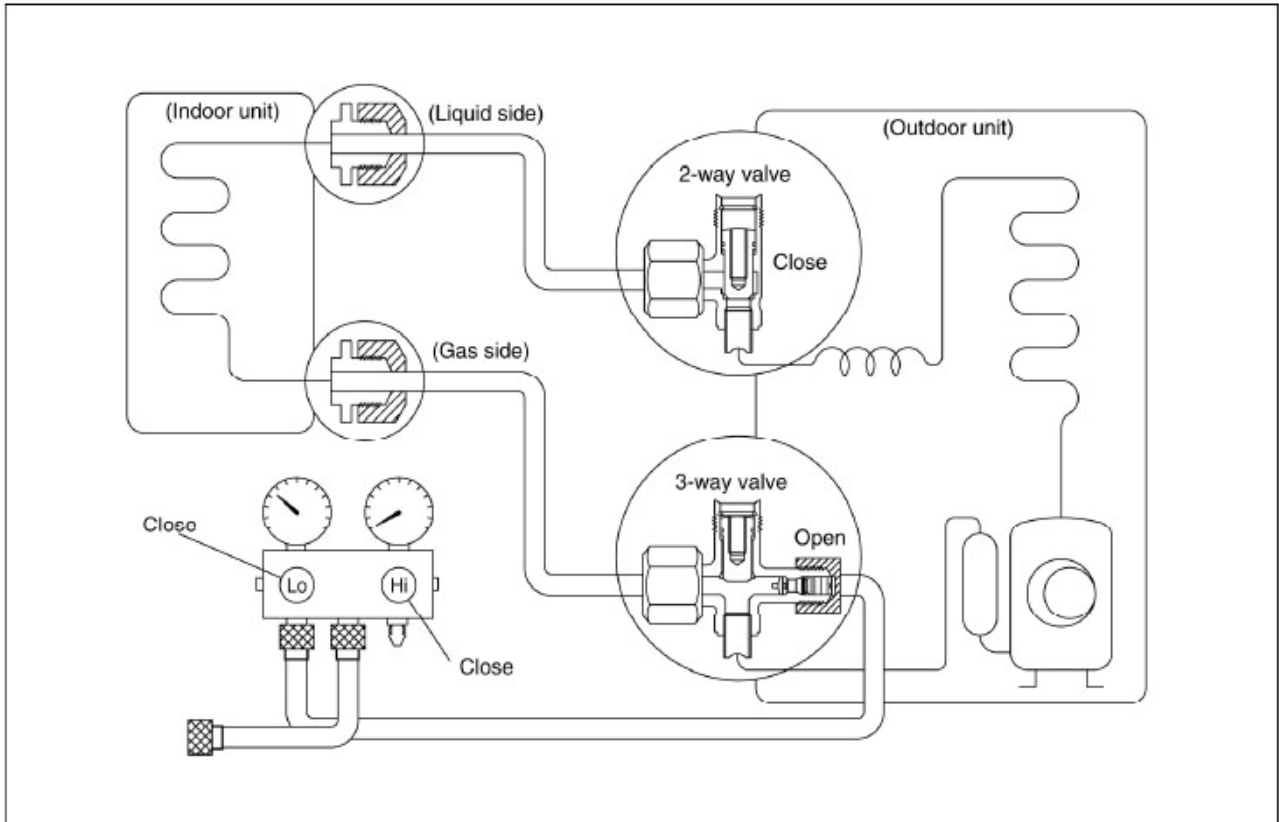 (Indoor unit)
(Liquid side)
(Outdoor unit)
2-way valve
Close
(Gas side)
3-way valve
Open
Close
Lo
Hi
Close